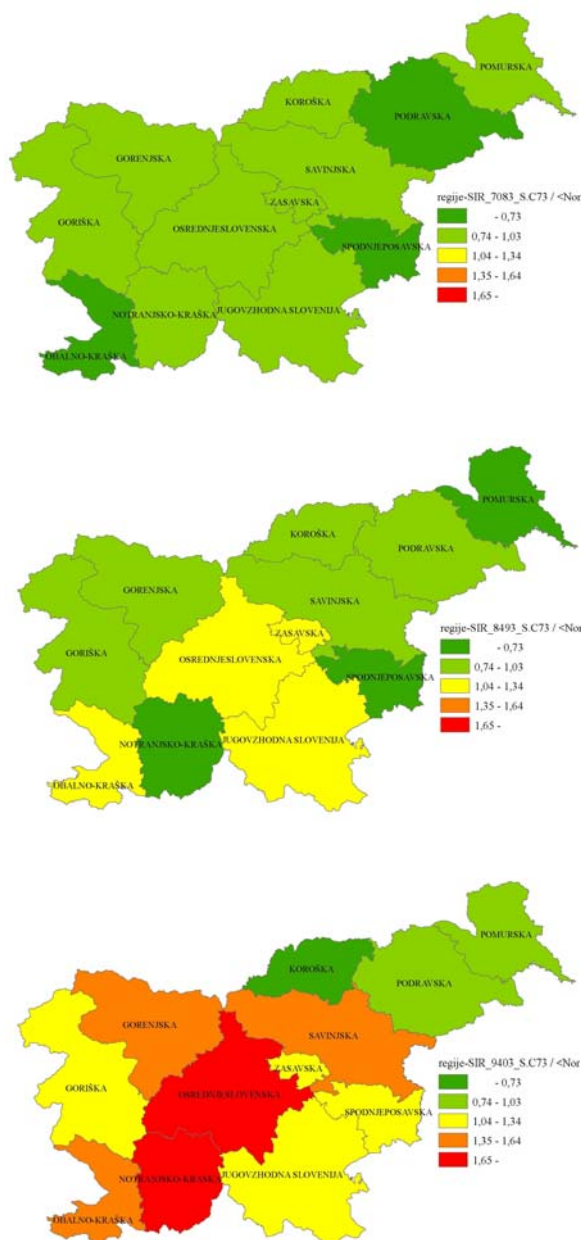 POMURSKA
KOROŠKA
PODRAVSKA
GORENJSKA
SAVINJSKA
ZASAVSKA
GORIŠKA
OSREDNJESLOVENSKA
SPODNJEPOSAVSKA
NOTRANJSKO-KRAŠKA
JUGOVZHODNA SLOVENIJA
OBALNO-KRAŠKA
regije-SIR_7083_S.C73 / <Nor
- 0,73
0,74 - 1,03
1,04 - 1,34
1,35 - 1,64
1,65 -
POMURSKA
KOROŠKA
PODRAVSKA
GORENJSKA
SAVINJSKA
ZASAVSKA
GORIŠKA
OSREDNJESLOVENSKA
SPODNJEPOSAVSKA
NOTRANJSKO-KRAŠKA
JUGOVZHODNA SLOVENIJA
OBALNO-KRAŠKA
regije-SIR_8493_S.C73 / <Nor
- 0,73
0,74 - 1,03
1,04 - 1,34
1,35 - 1,64
1,65 -
POMURSKA
KOROŠKA
PODRAVSKA
GORENJSKA
SAVINJSKA
ZASAVSKA
GORIŠKA
OSREDNJESLOVENSKA
SPODNJEPOSAVSKA
NOTRANJSKO-KRAŠKA
JUGOVZHODNA SLOVENIJA
OBALNO-KRAŠKA
regije-SIR_9403_S.C73 / <Nor
- 0,73
0,74 - 1,03
1,04 - 1,34
1,35 - 1,64
1,65 -